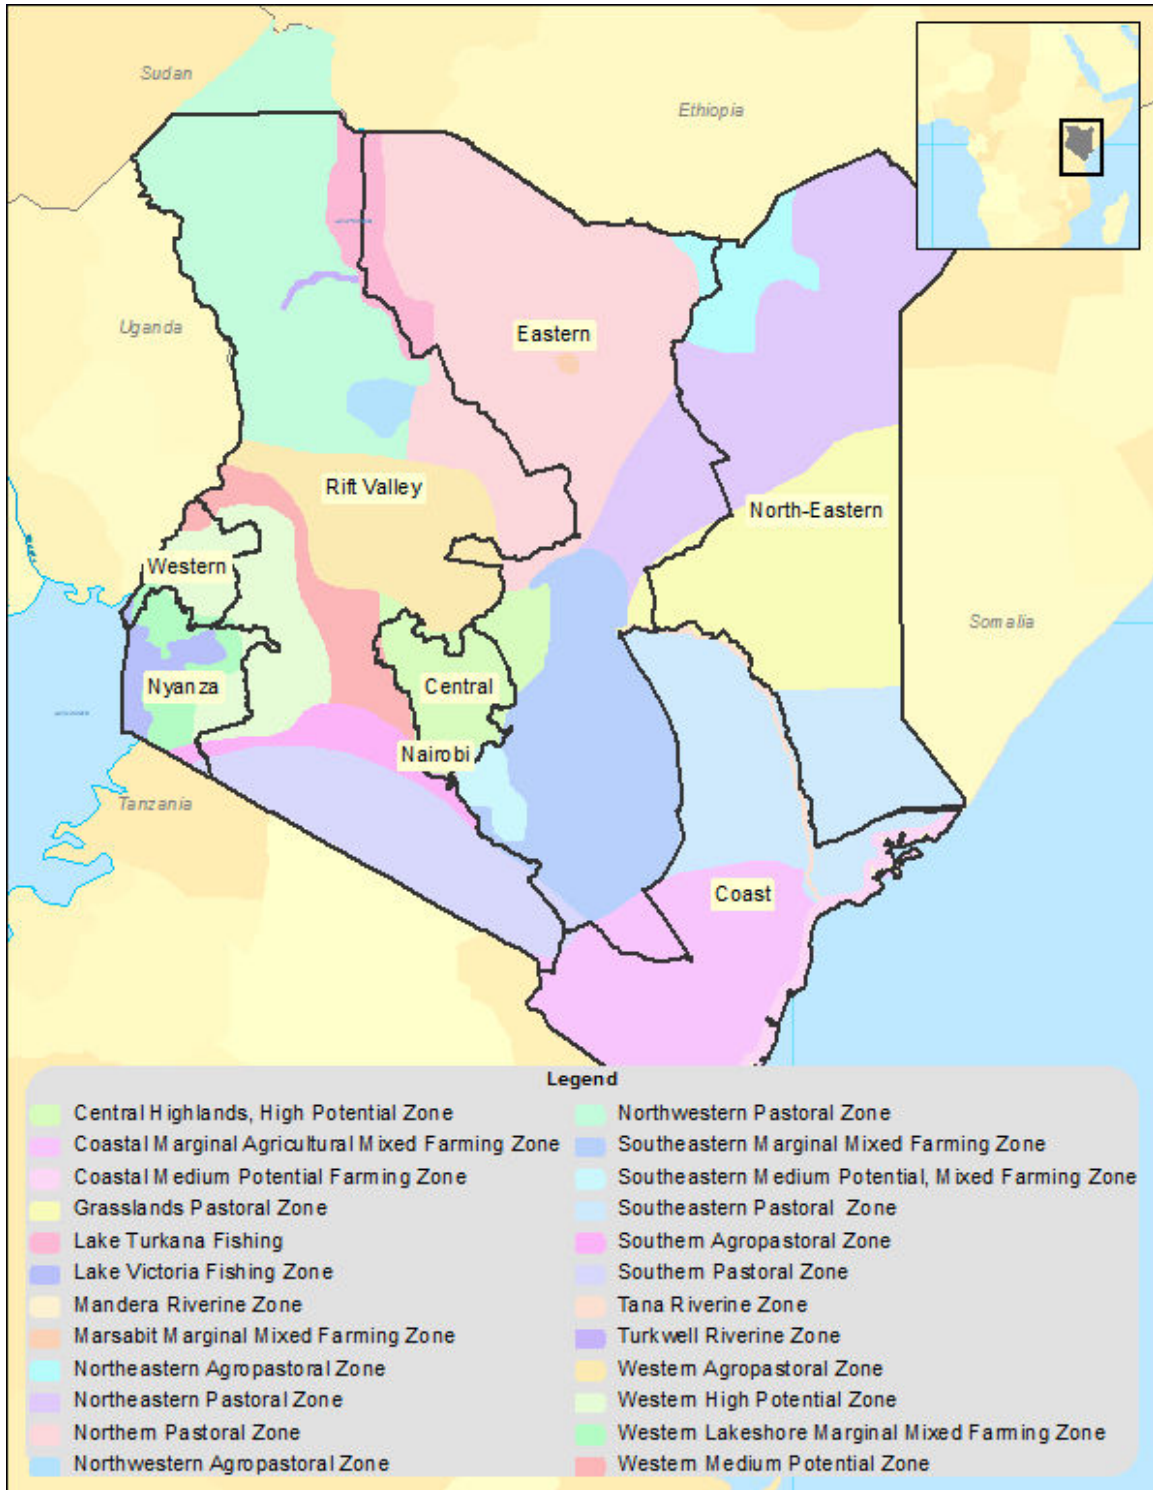 Sudan
Ethiopia
Uganda
Eastern
Rift Valley
North-Eastern
Western
Somalia
Nyanza
Central
Nairobi
Tanzania
Coast
Legend
Central Highlands, High Potential Zone
Coastal Marginal Agricultural Mixed Farming Zone
Coastal Medium Potential Farming Zone
Grasslands Pastoral Zone
Lake Turkana Fishing
Lake Victoria Fishing Zone
Mandera Riverine Zone
Marsabit Marginal Mixed Farming Zone
Northeastern Agropastoral Zone
Northeastern Pastoral Zone
Northern Pastoral Zone
Northwestern Agropastoral Zone
Northwestern Pastoral Zone
Southeastern Marginal Mixed Farming Zone
Southeastern Medium Potential, Mixed Farming Zone
Southeastern Pastoral Zone
Southern Agropastoral Zone
Southern Pastoral Zone
Tana Riverine Zone
Turkwell Riverine Zone
Western Agropastoral Zone
Western High Potential Zone
Western Lakeshore Marginal Mixed Farming Zone
Western Medium Potential Zone